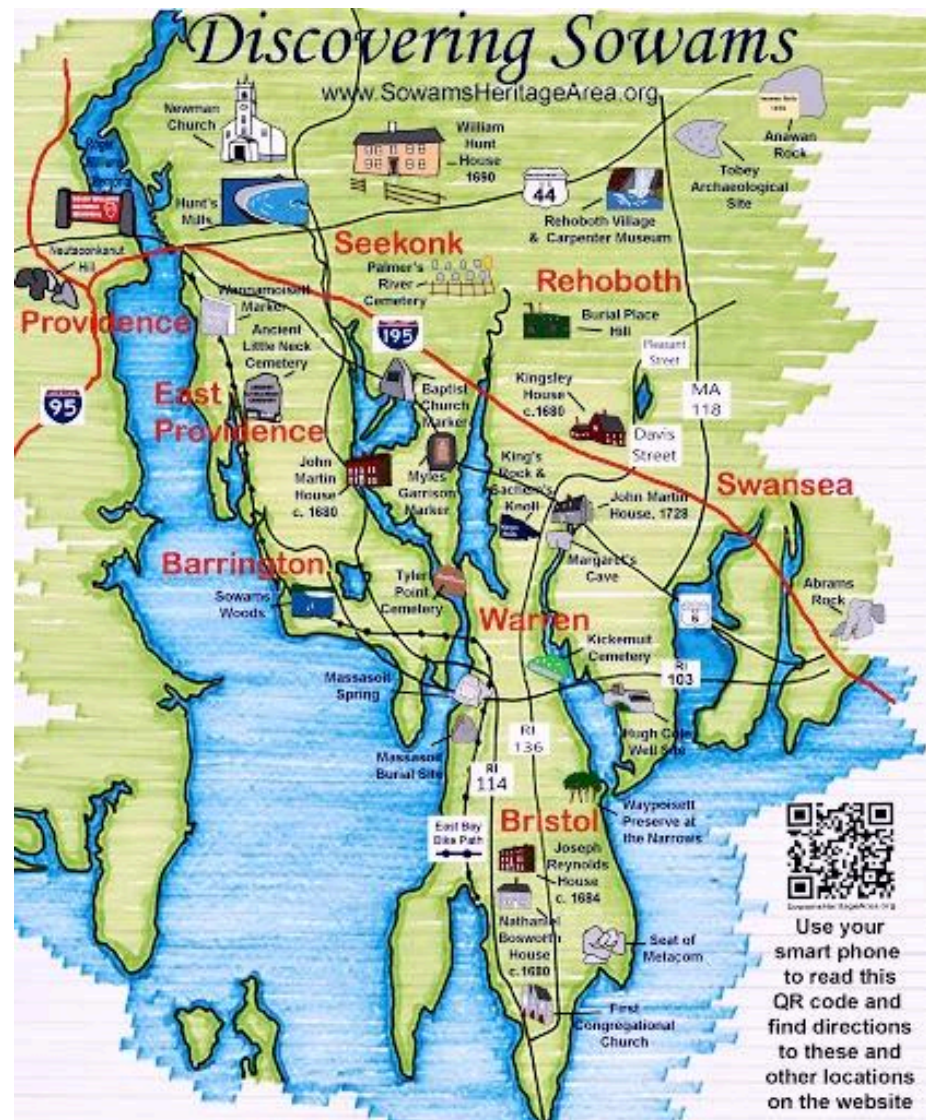 Discovering Sowams
www.SowamsHeritageArea.org
Newman
Church
William
Hunt
House
1690
Anawan
Rock
Tobey
Archaeological
Site
44
Hunt's
Mills
Rehoboth Village
& Carpenter Museum
Neutaconkanut
Hill
Seekonk
Palmer's
River
Cemetery
Rehoboth
Burial Place
Hill
Providence
Wannamoisett
Marker
Ancient
Little Neck
Cemetery
195
Pleasant
Street
95
East
Providence
Baptist
Church
Marker
Kingsley
House
c.1680
MA
118
Davis
Street
John
Martin
House
c. 1680
Myles
Garrison
Marker
King's
Rock &
Sachem's
Knoll
John Martin
House, 1728
Swansea
Margaret's
Cave
Barrington
Sowams
Woods
Tyler
Point
Cemetery
Abrams
Rock
6
Warren
Kickemuit
Cemetery
RI
103
Massasoit
Spring
Hugh Cole
Well Site
RI
136
Massasoit
Burial Site
RI
114
Waypoisett
Preserve at
the Narrows
East Bay
Bike Path
Bristol
Joseph
Reynolds
House
c. 1684
Nathaniel
Bosworth
House
c.1680
Seat of
Metacom
First
Congregational
Church
SowamsHeritageArea.org
Use your
smart phone
to read this
QR code and
find directions
to these and
other locations
on the website